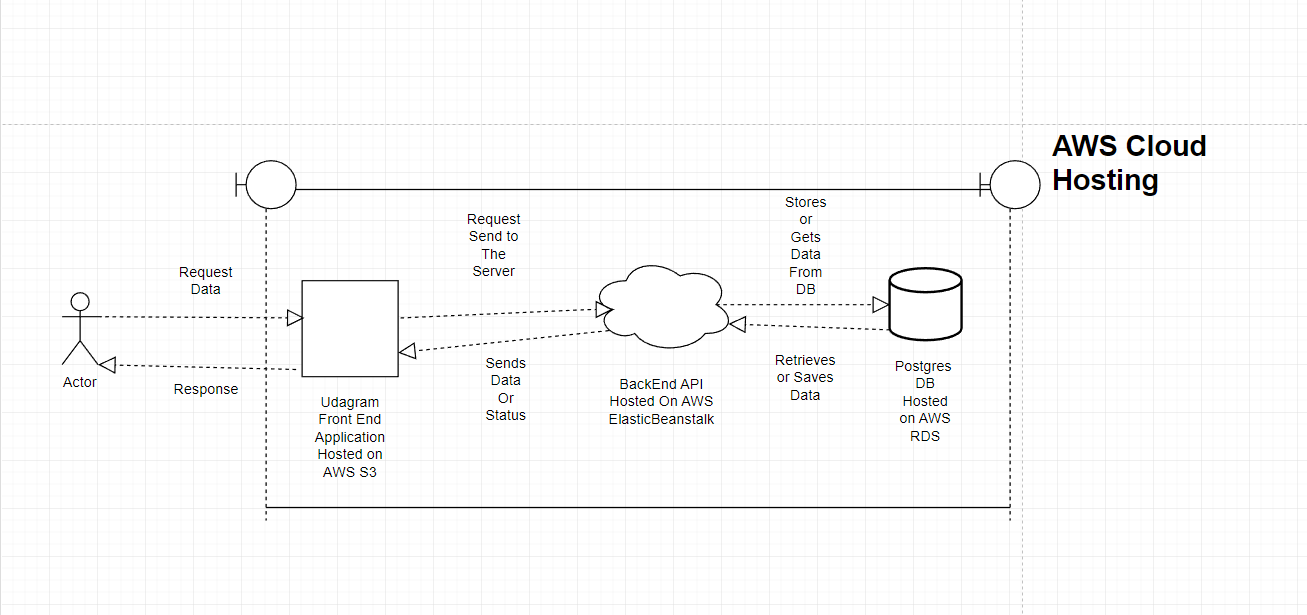 AWS Cloud
Hosting
Stores
or
Gets
Data
From
DB
Request
Send to
The
Server
Request
Data
Actor
Response
Udagram
Front End
Application
Hosted on
AWS S3
Sends
Data
Or
Status
BackEnd API
Hosted On AWS
ElasticBeanstalk
Retrieves
or Saves
Data
Postgres
DB
Hosted
on AWS
RDS